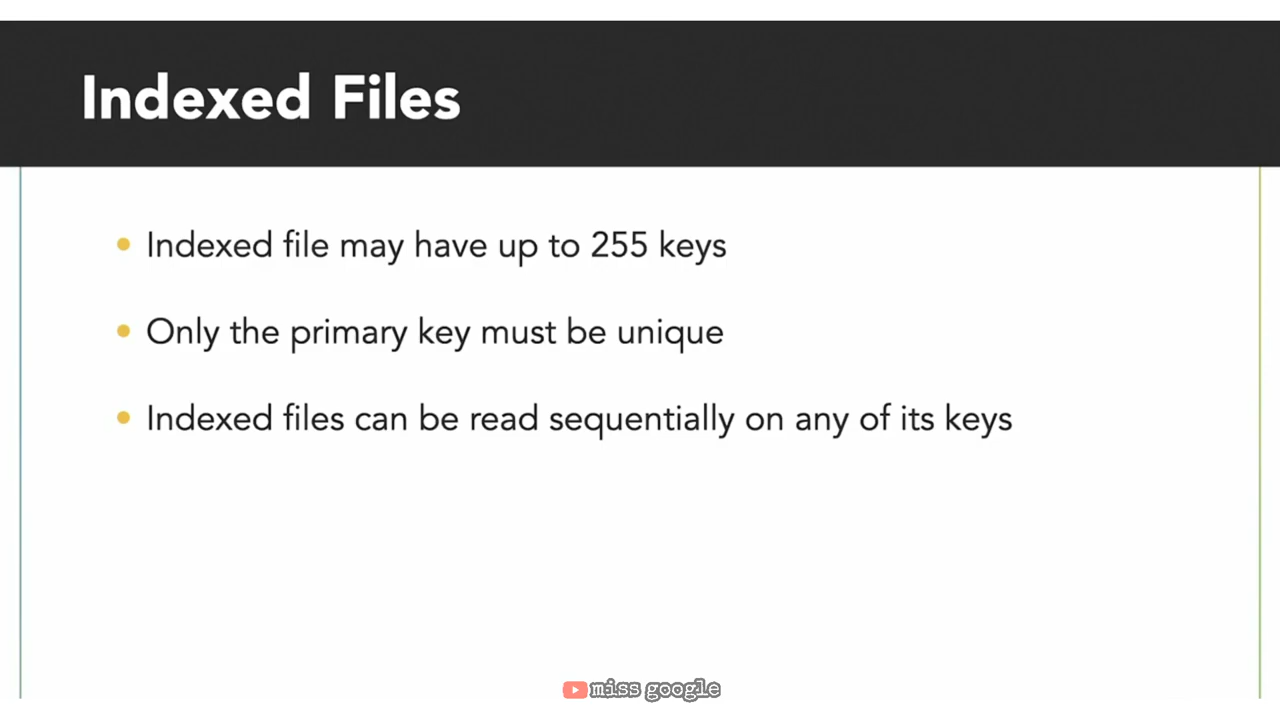 Indexed Files
• Indexed file may have up to 255 keys
• Only the primary key must be unique
• Indexed files can be read sequentially on any of its keys
miss google